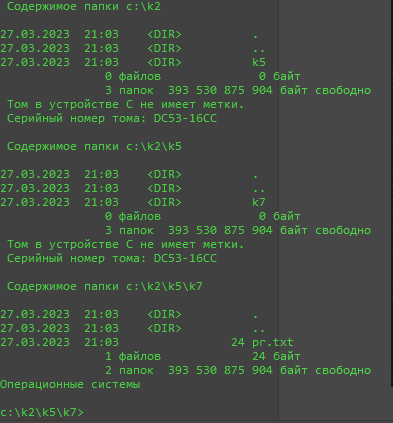 Содержимое папки c:\k2
27.03.2023 21:03 <DIR> .
27.03.2023 21:03 <DIR> ..
27.03.2023 21:03 <DIR> k5
0 файлов 0 байт
3 папок 393 530 875 904 байт свободно
Том в устройстве C не имеет метки.
Серийный номер тома: DC53-16CC
Содержимое папки c:\k2\k5
27.03.2023 21:03 <DIR> .
27.03.2023 21:03 <DIR> ..
27.03.2023 21:03 <DIR> k7
0 файлов 0 байт
3 папок 393 530 875 904 байт свободно
Том в устройстве C не имеет метки.
Серийный номер тома: DC53-16CC
Содержимое папки c:\k2\k5\k7
27.03.2023 21:03 <DIR> .
27.03.2023 21:03 <DIR> ..
27.03.2023 21:03 24 pr.txt
1 файлов 24 байт
2 папок 393 530 875 904 байт свободно
Операционные системы
c:\k2\k5\k7>